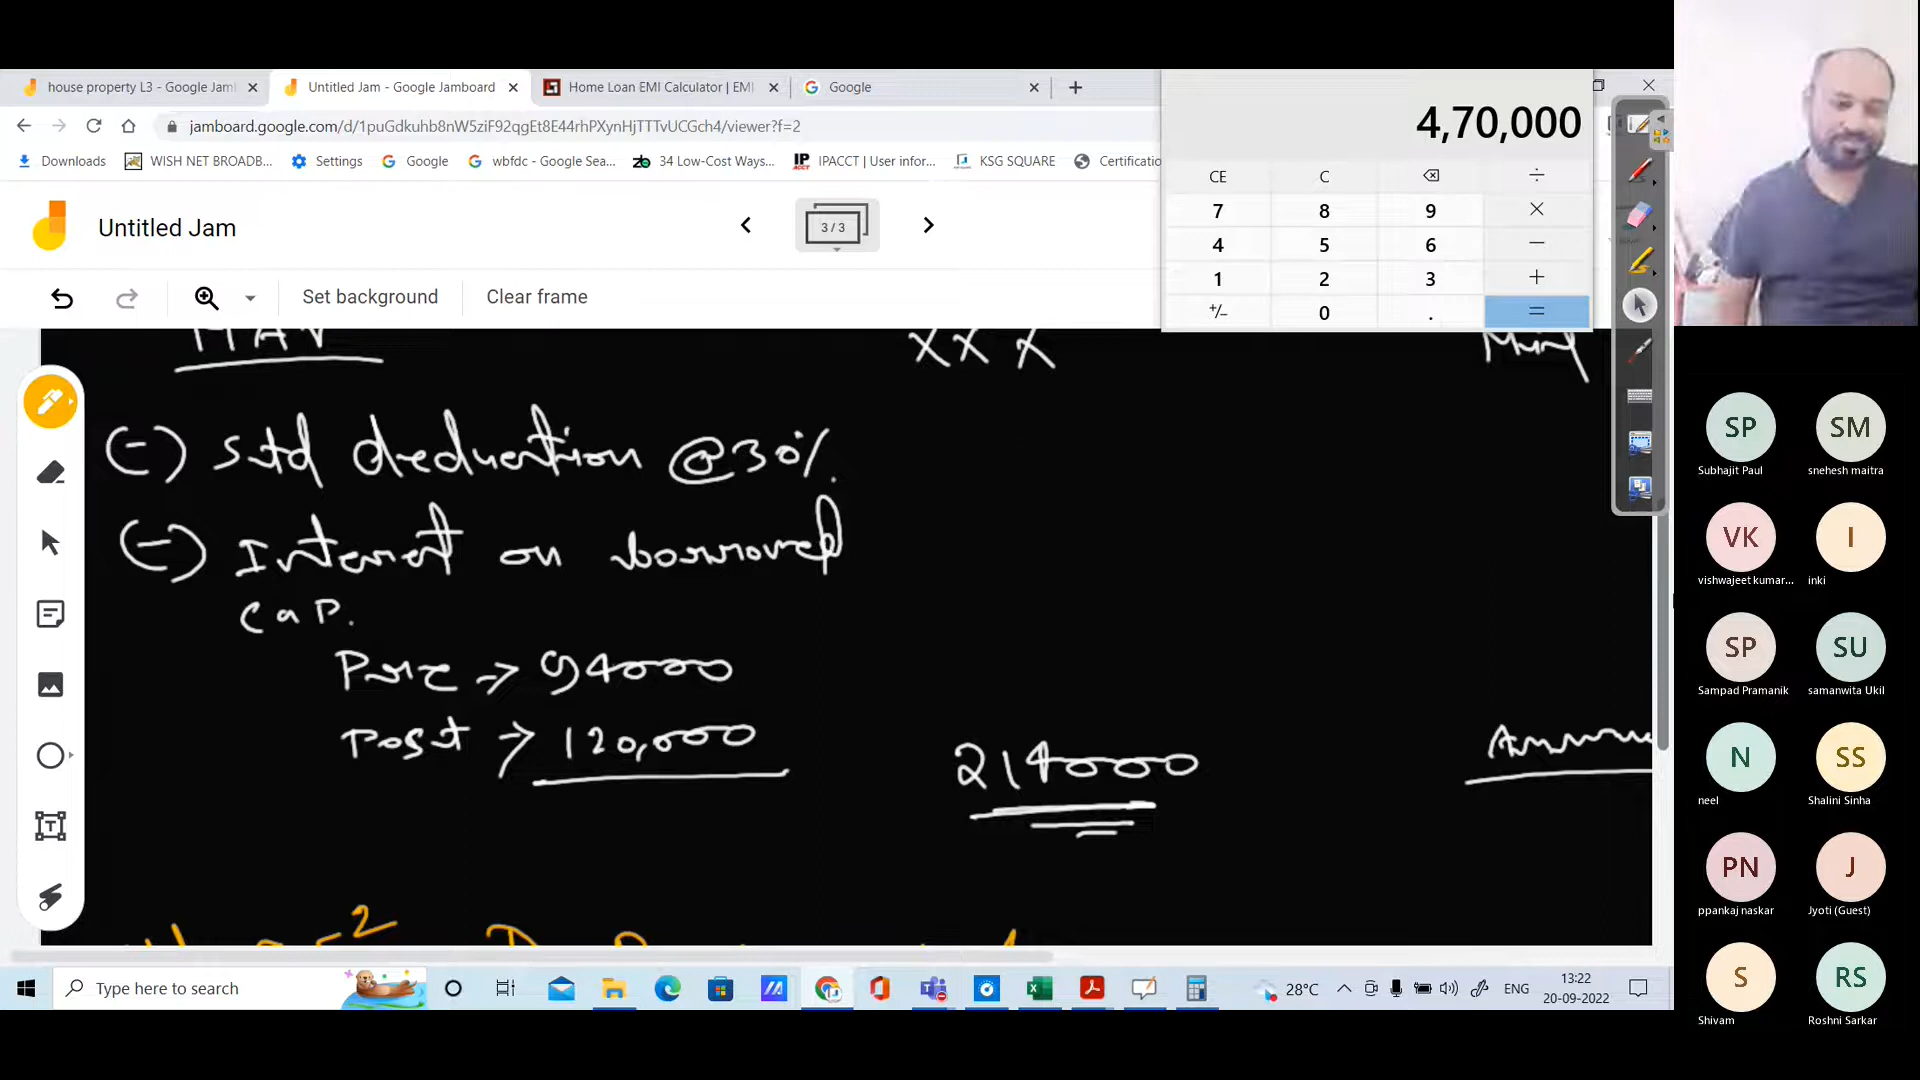 house property L3 - Google Jam
Untitled Jam - Google Jamboard
Home Loan EMI Calculator | EMI
Google
jamboard.google.com/d/1puGdkuhb8nW5ziF92qgEt8E44rhPXynHjTTTvUCGch4/viewer?f=2
Downloads
WISH NET BROADB...
Settings
Google
wbfdc - Google Sea...
34 Low-Cost Ways...
IPACCT | User infor...
KSG SQUARE
Certificatio
4,70,000
CE C ⌫ ÷
7 8 9 ×
4 5 6 −
1 2 3 +
+/− 0 . =
Untitled Jam
3 / 3
Set background
Clear frame
XXX
(-) Std deduction @30%.
(-) Interest on borrowed
Cap.
Pre -> 94000
Post -> 120,000
214000
Type here to search
28°C
ENG
13:22
20-09-2022
SP
Subhajit Paul
SM
snehesh maitra
VK
vishwajeet kumar...
I
inki
SP
Sampad Pramanik
SU
samanwita Ukil
N
neel
SS
Shalini Sinha
PN
ppankaj naskar
J
Jyoti (Guest)
S
Shivam
RS
Roshni Sarkar